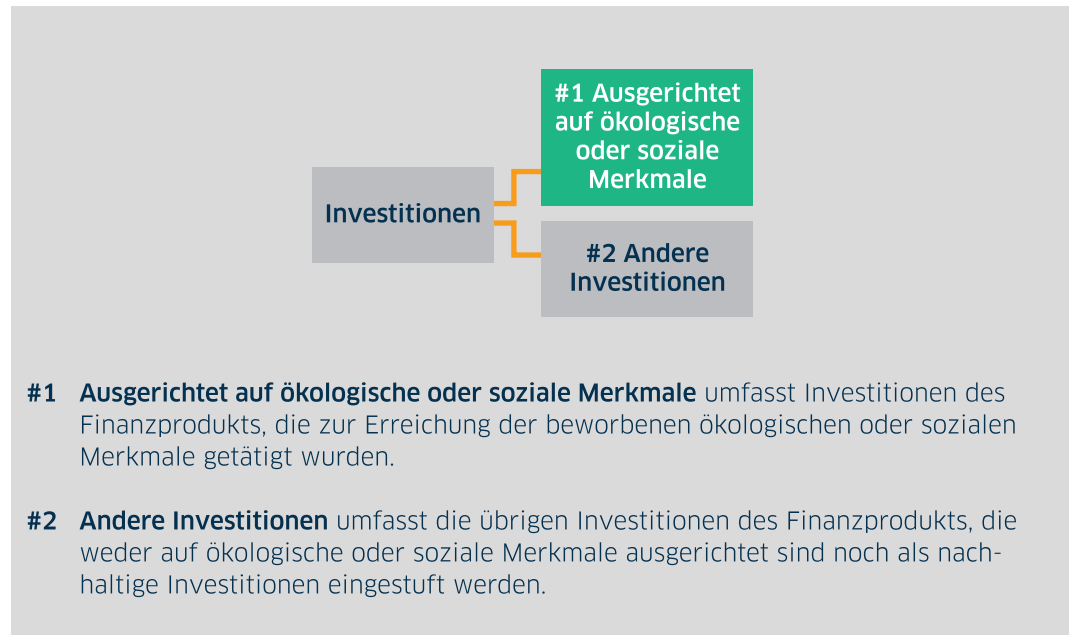 #1 Ausgerichtet
auf ökologische
oder soziale
Merkmale
Investitionen
#2 Andere
Investitionen
#1 Ausgerichtet auf ökologische oder soziale Merkmale umfasst Investitionen des
Finanzprodukts, die zur Erreichung der beworbenen ökologischen oder sozialen
Merkmale getätigt wurden.
#2 Andere Investitionen umfasst die übrigen Investitionen des Finanzprodukts, die
weder auf ökologische oder soziale Merkmale ausgerichtet sind noch als nach-
haltige Investitionen eingestuft werden.